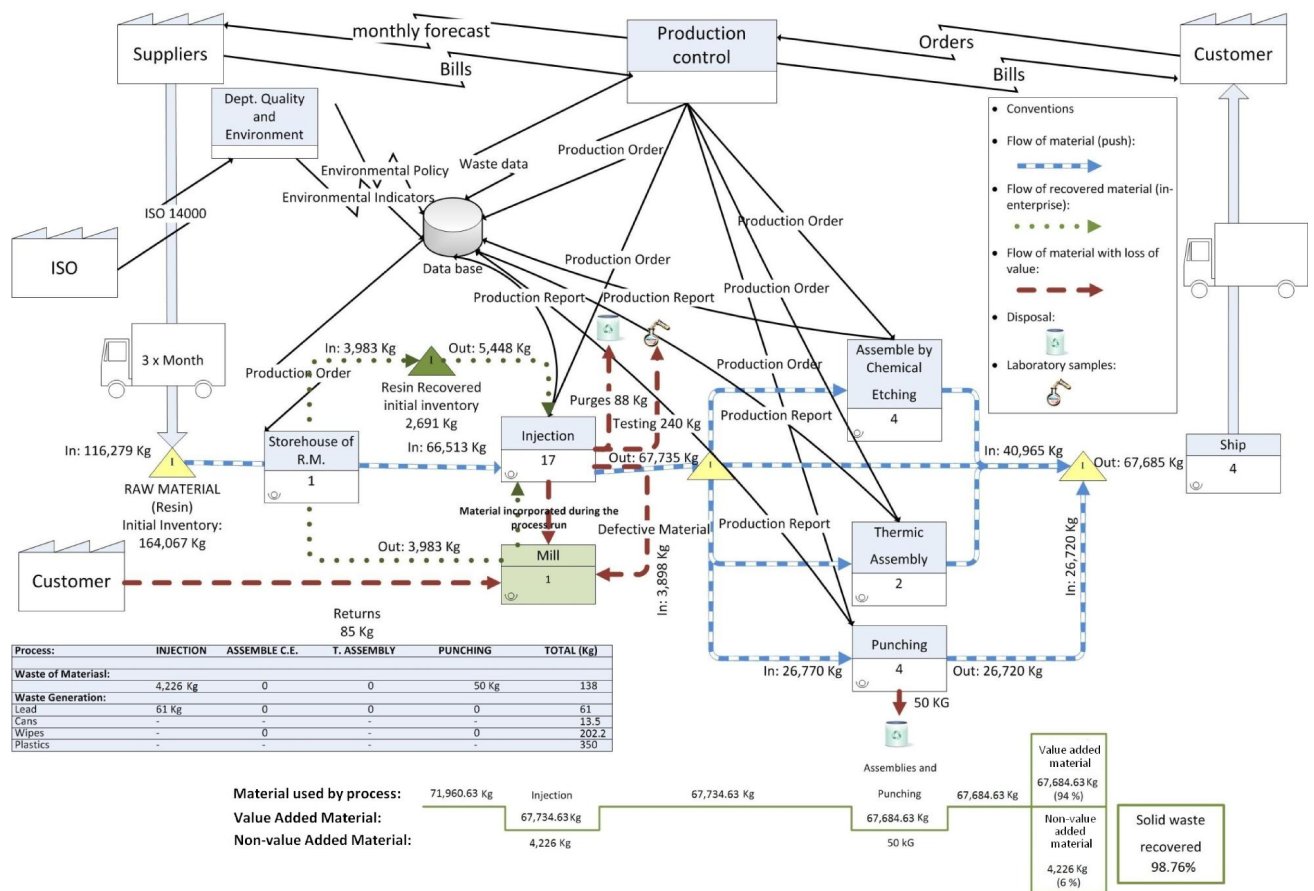 monthly forecast
Suppliers
Bills
Production
control
Orders
Bills
Customer
Dept. Quality
and
Environment
Conventions
Flow of material (push):
Flow of recovered material (in-
enterprise):
Flow of material with loss of
value:
Disposal:
Laboratory samples:
Environmental Policy
Environmental Indicators
Waste data
Production Order
ISO 14000
ISO
Data base
Production Order
Production Order
Production Order
Production Report
Production Report
3 x Month
In: 3,983 Kg
I
Out: 5,448 Kg
Production Order
Resin Recovered
initial inventory
2,691 Kg
Purges 88 Kg
Testing 240 Kg
Production Order
Assemble by
Chemical
Etching
4
Production Report
In: 116,279 Kg
I
RAW MATERIAL
(Resin)
Initial Inventory:
164,067 Kg
Storehouse of
R.M.
1
In: 66,513 Kg
Injection
17
Out: 67,735 Kg
I
In: 40,965 Kg
I
Out: 67,685 Kg
Ship
4
Material incorporated during the
process run
Defective Material
Production Report
Out: 3,983 Kg
Mill
1
In: 3,898 Kg
Thermic
Assembly
2
In: 26,720 Kg
Customer
Returns
85 Kg
Punching
4
In: 26,770 Kg
Out: 26,720 Kg
50 KG
Process: INJECTION ASSEMBLE C.E. T. ASSEMBLY PUNCHING TOTAL (Kg)
Waste of Materiasl:
4,226 Kg 0 0 50 Kg 138
Waste Generation:
Lead 61 Kg 0 0 0 61
Cans - - - - 13.5
Wipes - 0 - 0 202.2
Plastics - - - - 350
Assemblies and
Punching
Material used by process: 71,960.63 Kg Injection 67,734.63 Kg 67,684.63 Kg
Value Added Material: 67,734.63 Kg 67,684.63 Kg
Non-value Added Material: 4,226 Kg 50 kG
Value added
material
67,684.63 Kg
(94 %)
Non-value
added
material
4,226 Kg
(6 %)
Solid waste
recovered
98.76%